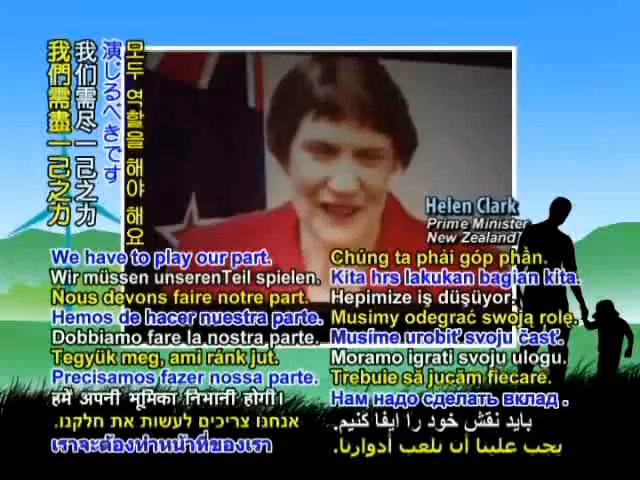 我們需盡一己之力
我们需尽一己之力
演じるべきです
모두 역할을 해야 해요
Helen Clark
Prime Minister
New Zealand
We have to play our part.
Wir müssen unserenTeil spielen.
Nous devons faire notre part.
Hemos de hacer nuestra parte.
Dobbiamo fare la nostra parte.
Tegyük meg, ami ránk jut.
Precisamos fazer nossa parte.
हमें अपनी भूमिका निभानी होगी।
אנחנו צריכים לעשות את חלקנו.
เราจะต้องทำหน้าที่ของเรา
Chúng ta phải góp phần.
Kita hrs lakukan bagian kita.
Hepimize iş düşüyor.
Musimy odegrać swoją rolę.
Musíme urobiť svoju časť.
Moramo igrati svoju ulogu.
Trebuie să jucăm fiecare.
Нам надо сделать вклад .
باید نقش خود را ایفا کنیم.
يجب علينا أن نلعب أدوارنا.